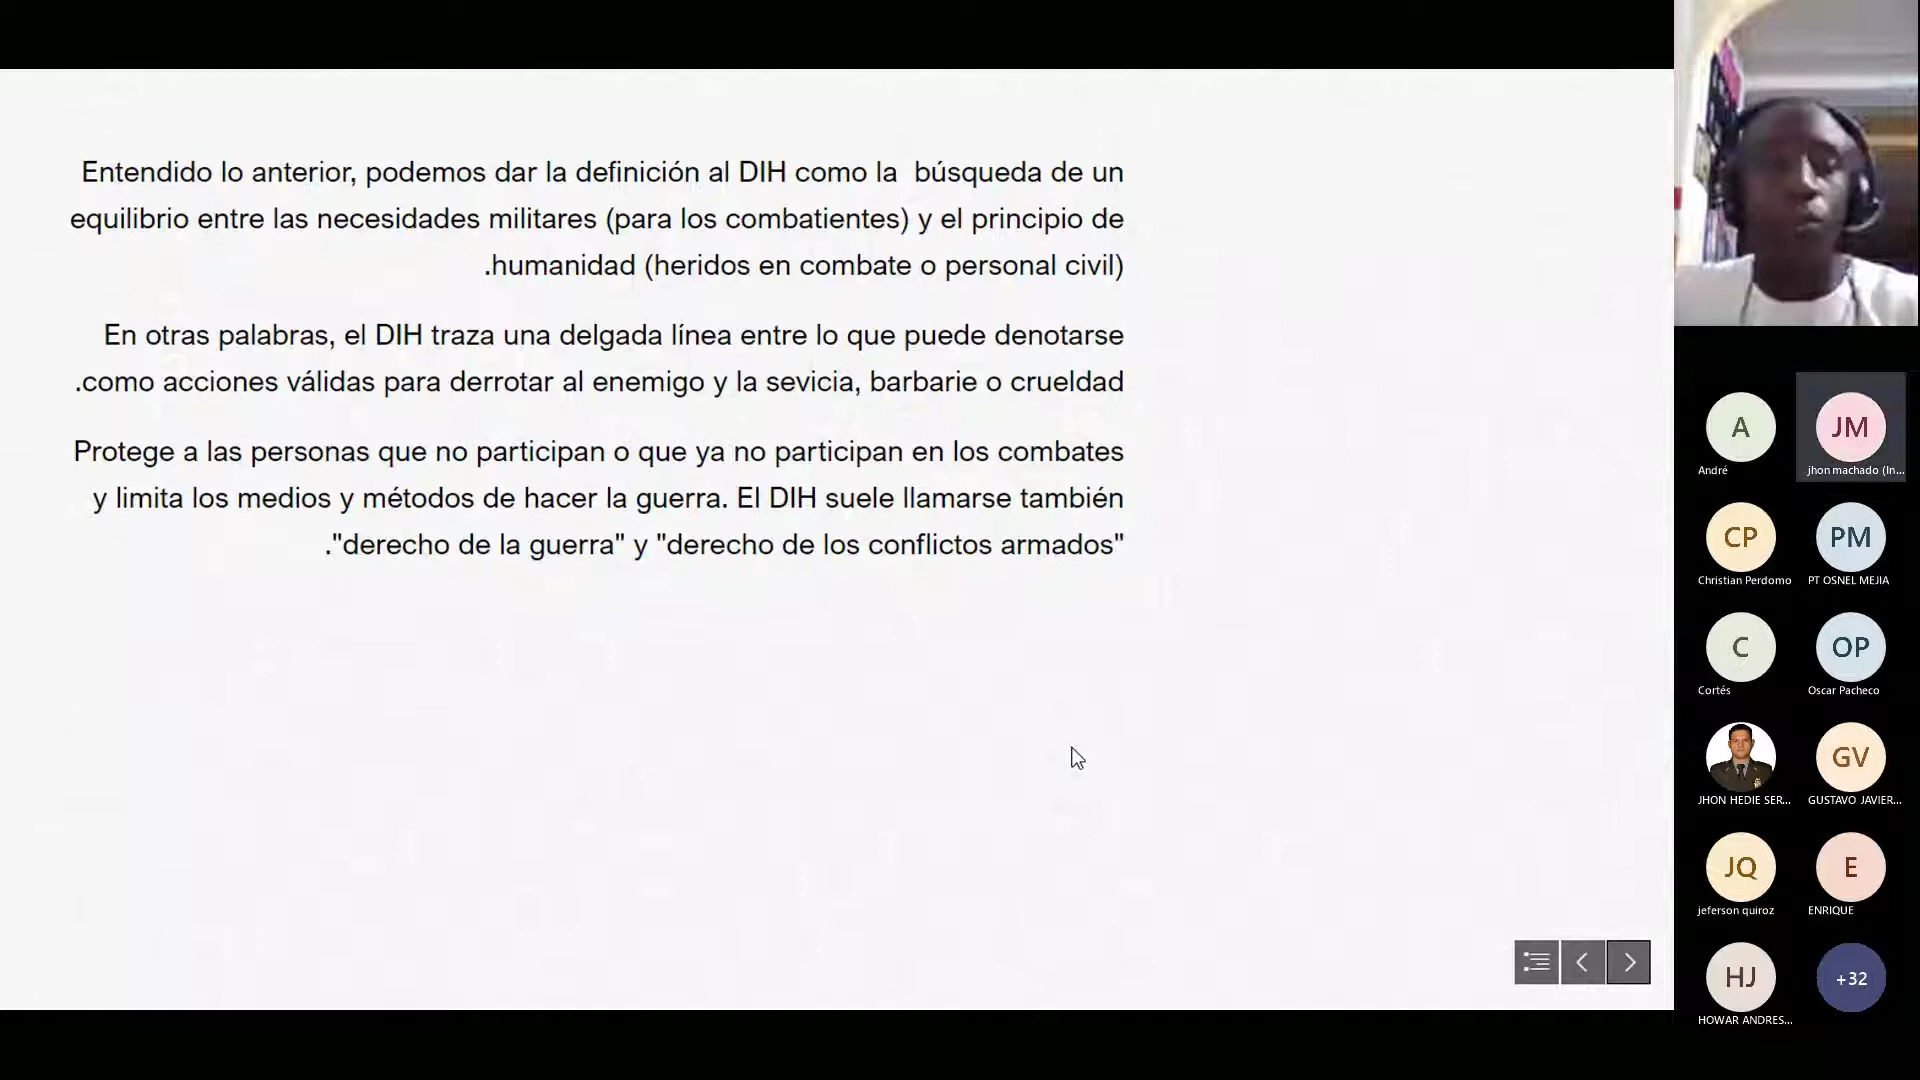 Entendido lo anterior, podemos dar la definición al DIH como la  búsqueda de un
equilibrio entre las necesidades militares (para los combatientes) y el principio de
.humanidad (heridos en combate o personal civil)
En otras palabras, el DIH traza una delgada línea entre lo que puede denotarse
.como acciones válidas para derrotar al enemigo y la sevicia, barbarie o crueldad
Protege a las personas que no participan o que ya no participan en los combates
y limita los medios y métodos de hacer la guerra. El DIH suele llamarse también
."derecho de la guerra" y "derecho de los conflictos armados"
A
JM
André
jhon machado (In...
CP
PM
Christian Perdomo
PT OSNEL MEJIA
C
OP
Cortés
Oscar Pacheco
GV
JHON HEDIE SER...
GUSTAVO JAVIER...
JQ
E
jeferson quiroz
ENRIQUE
HJ
+32
HOWAR ANDRES...